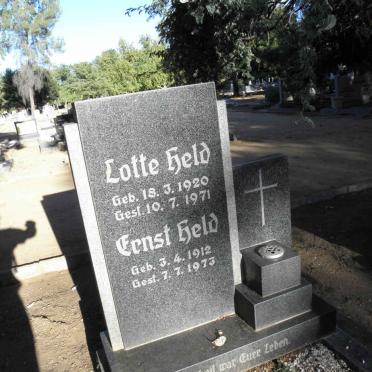 Lotte Held
Geb. 18. 3. 1920
Gest. 10. 7. 1971
Ernst Held
Geb. 3. 4. 1912
Gest. 7. 7. 1973
war Euer Leben.